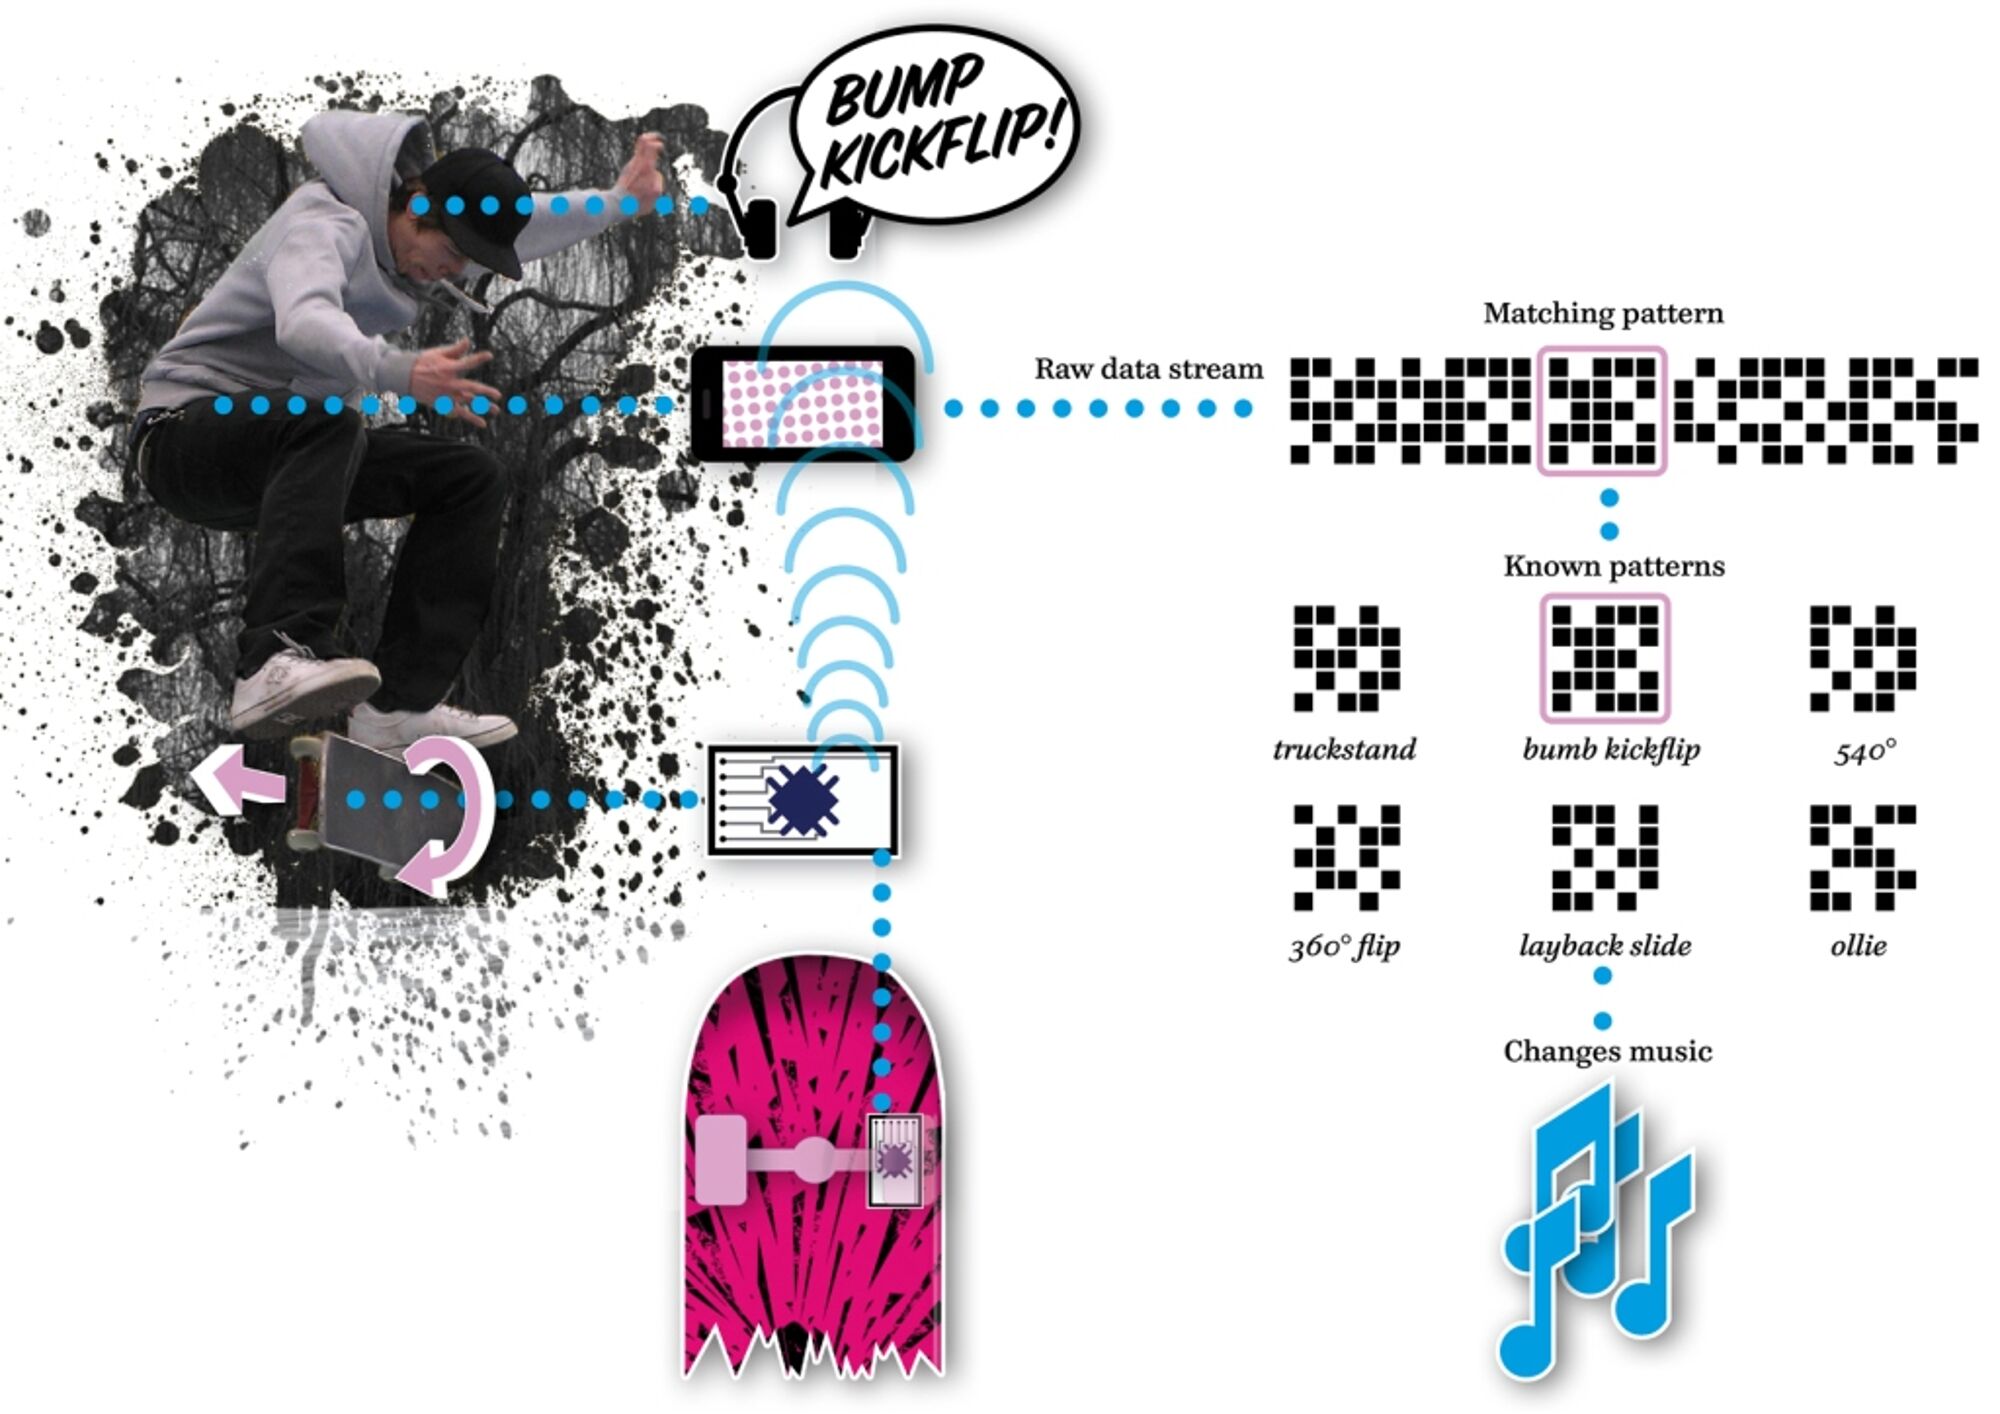 BUMP
KICKFLIP!
Matching pattern
Raw data stream
Known patterns
truckstand
bumb kickflip
540°
360° flip
layback slide
ollie
Changes music